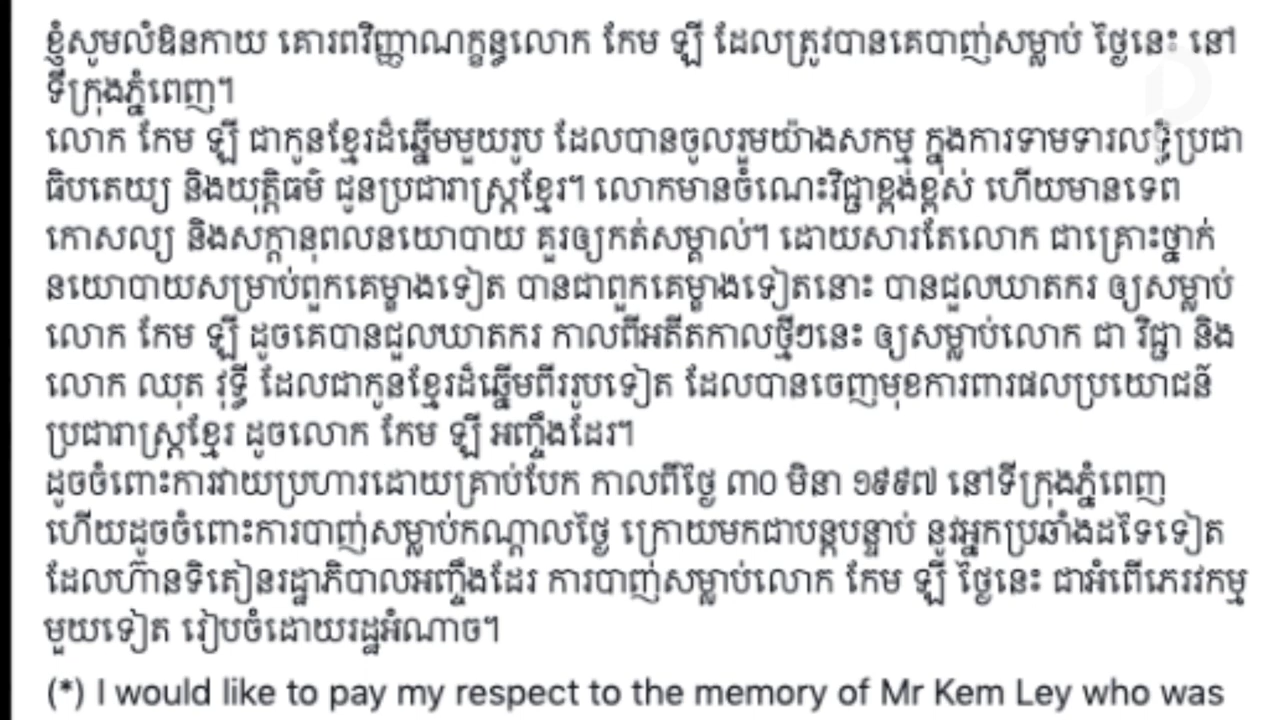 ខ្ញុំសូមលំឱនកាយ គោរពវិញ្ញាណក្ខន្ធលោក កែម ឡី ដែលត្រូវបានគេបាញ់សម្លាប់ ថ្ងៃនេះ នៅ
ទីក្រុងភ្នំពេញ។
លោក កែម ឡី ជាកូនខ្មែរដ៏ឆ្នើមមួយរូប ដែលបានចូលរួមយ៉ាងសកម្ម ក្នុងការទាមទារលទ្ធិប្រជា
ធិបតេយ្យ និងយុត្តិធម៌ ជូនប្រជារាស្ត្រខ្មែរ។ លោកមានចំណេះវិជ្ជាខ្ពង់ខ្ពស់ ហើយមានទេព
កោសល្យ និងសក្តានុពលនយោបាយ គួរឲ្យកត់សម្គាល់។ ដោយសារតែលោក ជាគ្រោះថ្នាក់
នយោបាយសម្រាប់ពួកគេម្ខាងទៀត បានជាពួកគេម្ខាងទៀតនោះ បានជួលឃាតករ ឲ្យសម្លាប់
លោក កែម ឡី ដូចគេបានជួលឃាតករ កាលពីអតីតកាលថ្មីៗនេះ ឲ្យសម្លាប់លោក ជា វិជ្ជា និង
លោក ឈុត វុទ្ធី ដែលជាកូនខ្មែរដ៏ឆ្នើមពីររូបទៀត ដែលបានចេញមុខការពារផលប្រយោជន៍
ប្រជារាស្ត្រខ្មែរ ដូចលោក កែម ឡី អញ្ចឹងដែរ។
ដូចចំពោះការវាយប្រហារដោយគ្រាប់បែក កាលពីថ្ងៃ ៣០ មិនា ១៩៩៧ នៅទីក្រុងភ្នំពេញ
ហើយដូចចំពោះការបាញ់សម្លាប់កណ្តាលថ្ងៃ ក្រោយមកជាបន្តបន្ទាប់ នូវអ្នកប្រឆាំងដទៃទៀត
ដែលហ៊ានទិតៀនរដ្ឋាភិបាលអញ្ចឹងដែរ ការបាញ់សម្លាប់លោក កែម ឡី ថ្ងៃនេះ ជាអំពើភេរវកម្ម
មួយទៀត រៀបចំដោយរដ្ឋអំណាច។
(*) I would like to pay my respect to the memory of Mr Kem Ley who was